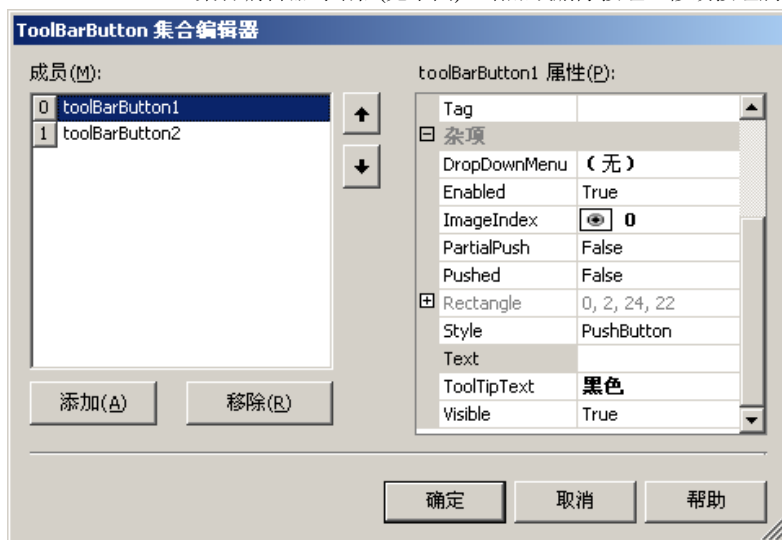 ToolBarButton 集合编辑器
成员(M):
0 toolBarButton1
1 toolBarButton2
添加(A)
移除(R)
toolBarButton1 属性(P):
Tag
杂项
DropDownMenu （无）
Enabled True
ImageIndex 0
PartialPush False
Pushed False
Rectangle 0, 2, 24, 22
Style PushButton
Text
ToolTipText 黑色
Visible True
确定
取消
帮助